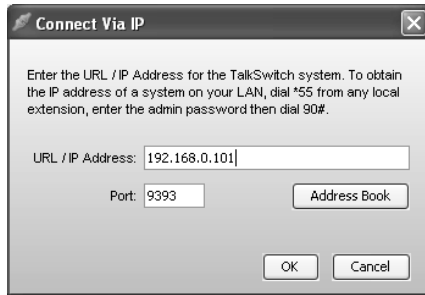 Connect Via IP
Enter the URL / IP Address for the TalkSwitch system. To obtain
the IP address of a system on your LAN, dial *55 from any local
extension, enter the admin password then dial 90#.
URL / IP Address: 192.168.0.101
Port: 9393 Address Book
OK Cancel